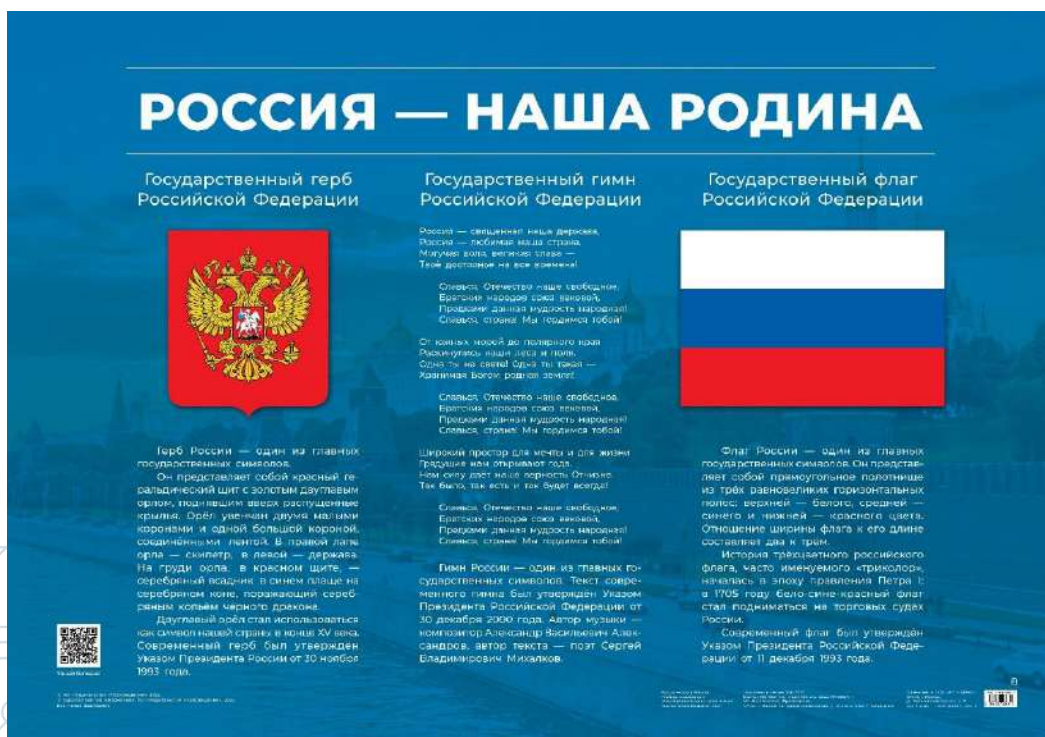 РОССИЯ — НАША РОДИНА
Государственный герб
Российской Федерации
Герб России — один из главных
государственных символов.
Он представляет собой красный ге-
ральдический щит с золотым двуглавым
орлом, поднявшим вверх распущенные
крылья. Орёл увенчан двумя малыми
коронами и одной большой короной,
соединёнными лентой. В правой лапе
орла — скипетр, в левой — держава.
На груди орла, в красном щите, —
серебряный всадник в синем плаще на
серебряном коне, поражающий сереб-
ряным копьём чёрного дракона.
Двуглавый орёл стал использоваться
как символ нашей страны в конце XV века.
Современный герб был утверждён
Указом Президента России от 30 ноября
1993 года.
Государственный гимн
Российской Федерации
Россия — священная наша держава,
Россия — любимая наша страна.
Могучая воля, великая слава —
Твоё достоянье на все времена!
Славься, Отечество наше свободное,
Братских народов союз вековой,
Предками данная мудрость народная!
Славься, страна! Мы гордимся тобой!
От южных морей до полярного края
Раскинулись наши леса и поля.
Одна ты на свете! Одна ты такая —
Хранимая Богом родная земля!
Славься, Отечество наше свободное,
Братских народов союз вековой,
Предками данная мудрость народная!
Славься, страна! Мы гордимся тобой!
Широкий простор для мечты и для жизни
Грядущие нам открывают года.
Нам силу даёт наша верность Отчизне.
Так было, так есть и так будет всегда!
Славься, Отечество наше свободное,
Братских народов союз вековой,
Предками данная мудрость народная!
Славься, страна! Мы гордимся тобой!
Гимн России — один из главных го-
сударственных символов. Текст совре-
менного гимна был утверждён Указом
Президента Российской Федерации от
30 декабря 2000 года. Автор музыки —
композитор Александр Васильевич Алек-
сандров, автор текста — поэт Сергей
Владимирович Михалков.
Государственный флаг
Российской Федерации
Флаг России — один из главных
государственных символов. Он представ-
ляет собой прямоугольное полотнище
из трёх равновеликих горизонтальных
полос: верхней — белого, средней —
синего и нижней — красного цвета.
Отношение ширины флага к его длине
составляет два к трём.
История трёхцветного российского
флага, часто именуемого «триколор»,
началась в эпоху правления Петра I:
в 1705 году бело-сине-красный флаг
стал подниматься на торговых судах
России.
Современный флаг был утверждён
Указом Президента Российской Феде-
рации от 11 декабря 1993 года.